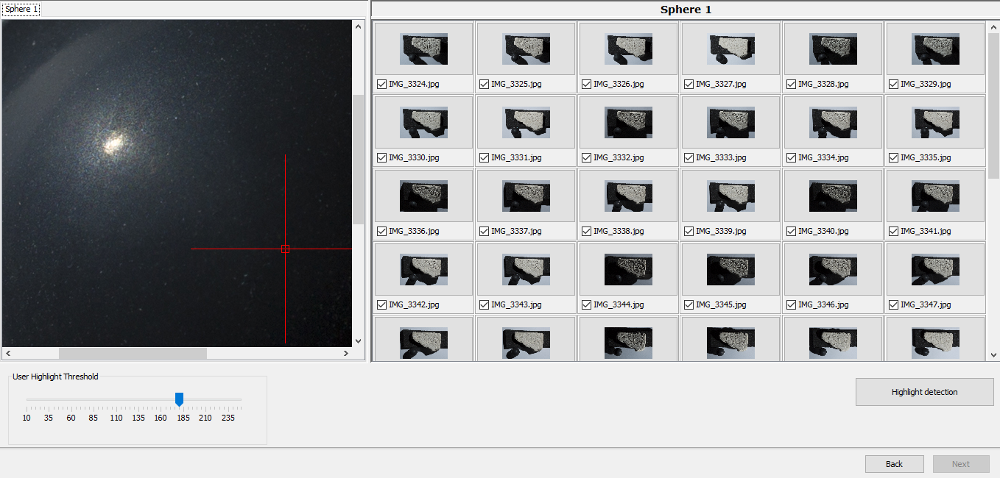 Sphere 1
Sphere 1
IMG_3324.jpg IMG_3325.jpg IMG_3326.jpg IMG_3327.jpg IMG_3328.jpg IMG_3329.jpg
IMG_3330.jpg IMG_3331.jpg IMG_3332.jpg IMG_3333.jpg IMG_3334.jpg IMG_3335.jpg
IMG_3336.jpg IMG_3337.jpg IMG_3338.jpg IMG_3339.jpg IMG_3340.jpg IMG_3341.jpg
IMG_3342.jpg IMG_3343.jpg IMG_3344.jpg IMG_3345.jpg IMG_3346.jpg IMG_3347.jpg
User Highlight Threshold
10 35 60 85 110 135 160 185 210 235
Highlight detection
Back Next